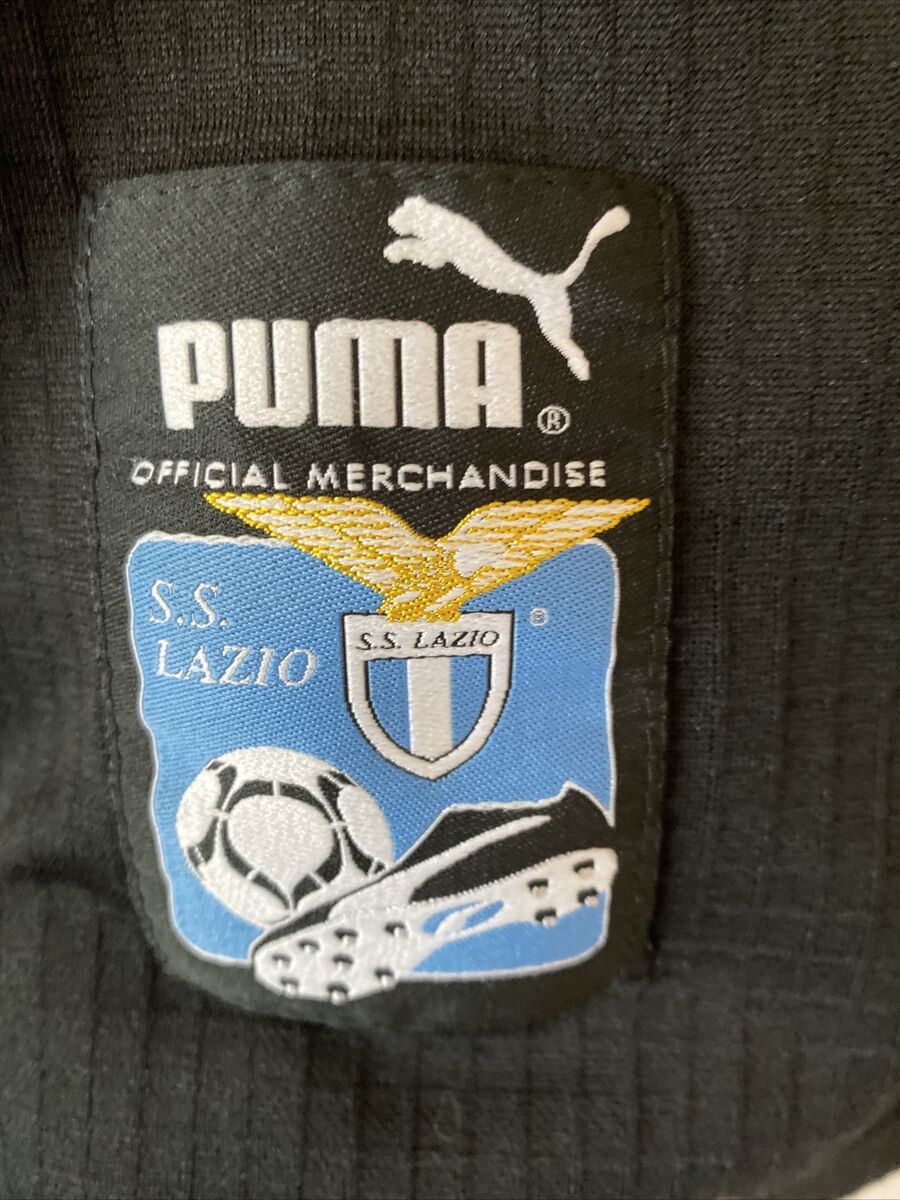 PUMA®
OFFICIAL MERCHANDISE
S.S.
LAZIO
S.S. LAZIO
®